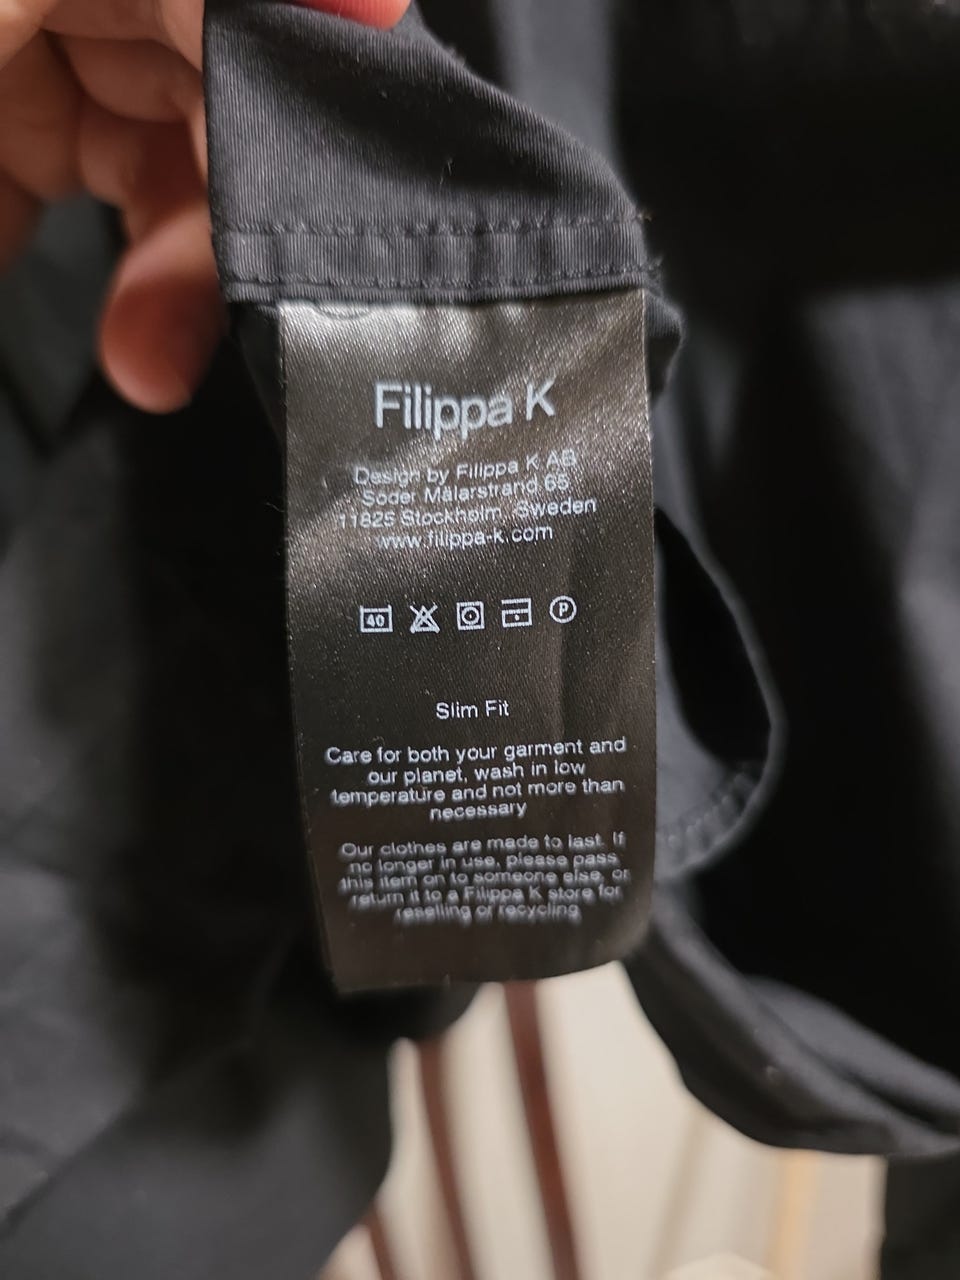 Filippa K
Design by Filippa K AB
Söder Mälarstrand 65
11825 Stockholm, Sweden
www.filippa-k.com
40
P
Slim Fit
Care for both your garment and
our planet, wash in low
temperature and not more than
necessary
Our clothes are made to last. If
no longer in use, please pass
this item on to someone else, or
return it to a Filippa K store for
reselling or recycling